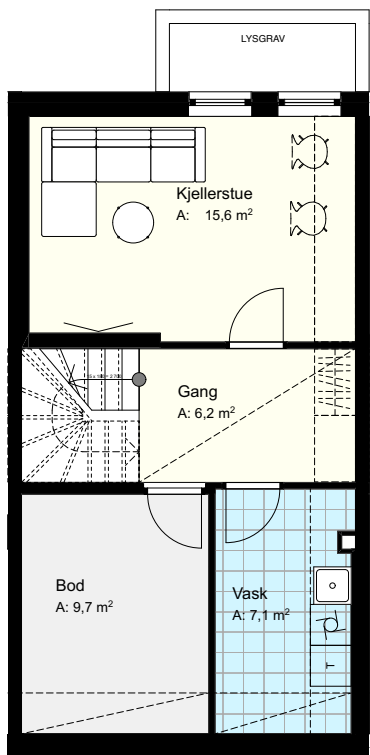 LYSGRAV
Kjellerstue
A: 15,6 m²
Gang
A: 6,2 m²
Bod
A: 9,7 m²
Vask
A: 7,1 m²
T